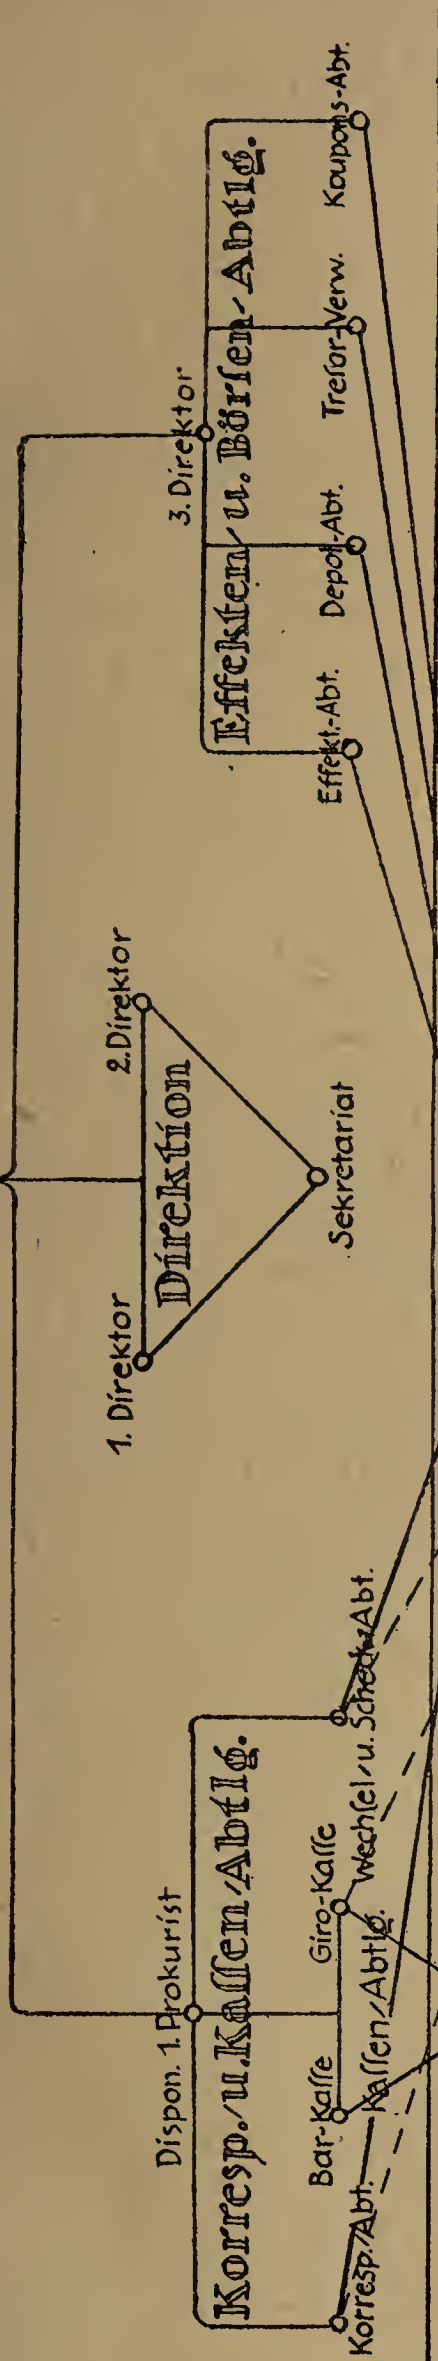 Dispon. 1. Prokurist
Korresp. u. Kaſſen-Abtlg.
Korresp.-Abt.
Bar-Kaſſe
Giro-Kaſſe
Kaſſen-Abtlg.
Wechſel- u. Scheck-Abt.
1. Direktor
2. Direktor
Direktion
Sekretariat
3. Direktor
Effekten- u. Börſen-Abtlg.
Effekt.-Abt.
Depot-Abt.
Treſor-Verw.
Koupons-Abt.